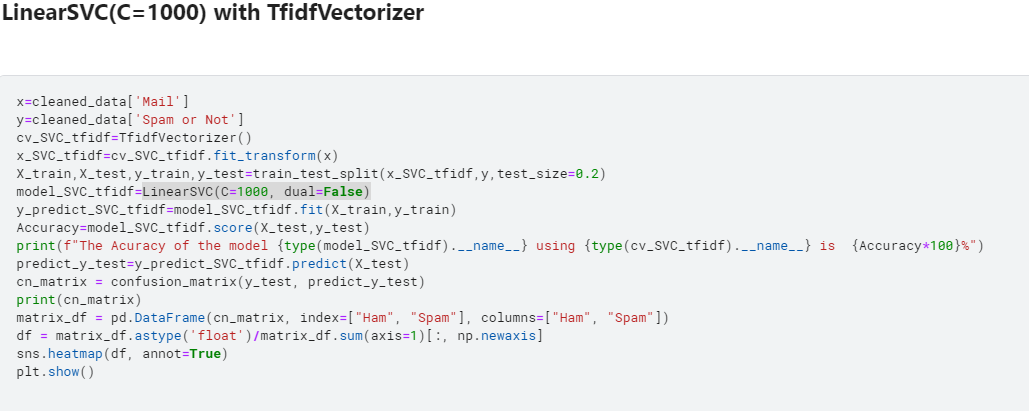 LinearSVC(C=1000) with TfidfVectorizer
x=cleaned_data['Mail']
y=cleaned_data['Spam or Not']
cv_SVC_tfidf=TfidfVectorizer()
x_SVC_tfidf=cv_SVC_tfidf.fit_transform(x)
X_train,X_test,y_train,y_test=train_test_split(x_SVC_tfidf,y,test_size=0.2)
model_SVC_tfidf=LinearSVC(C=1000, dual=False)
y_predict_SVC_tfidf=model_SVC_tfidf.fit(X_train,y_train)
Accuracy=model_SVC_tfidf.score(X_test,y_test)
print(f"The Acuracy of the model {type(model_SVC_tfidf).__name__} using {type(cv_SVC_tfidf).__name__} is  {Accuracy*100}%")
predict_y_test=y_predict_SVC_tfidf.predict(X_test)
cn_matrix = confusion_matrix(y_test, predict_y_test)
print(cn_matrix)
matrix_df = pd.DataFrame(cn_matrix, index=["Ham", "Spam"], columns=["Ham", "Spam"])
df = matrix_df.astype('float')/matrix_df.sum(axis=1)[:, np.newaxis]
sns.heatmap(df, annot=True)
plt.show()